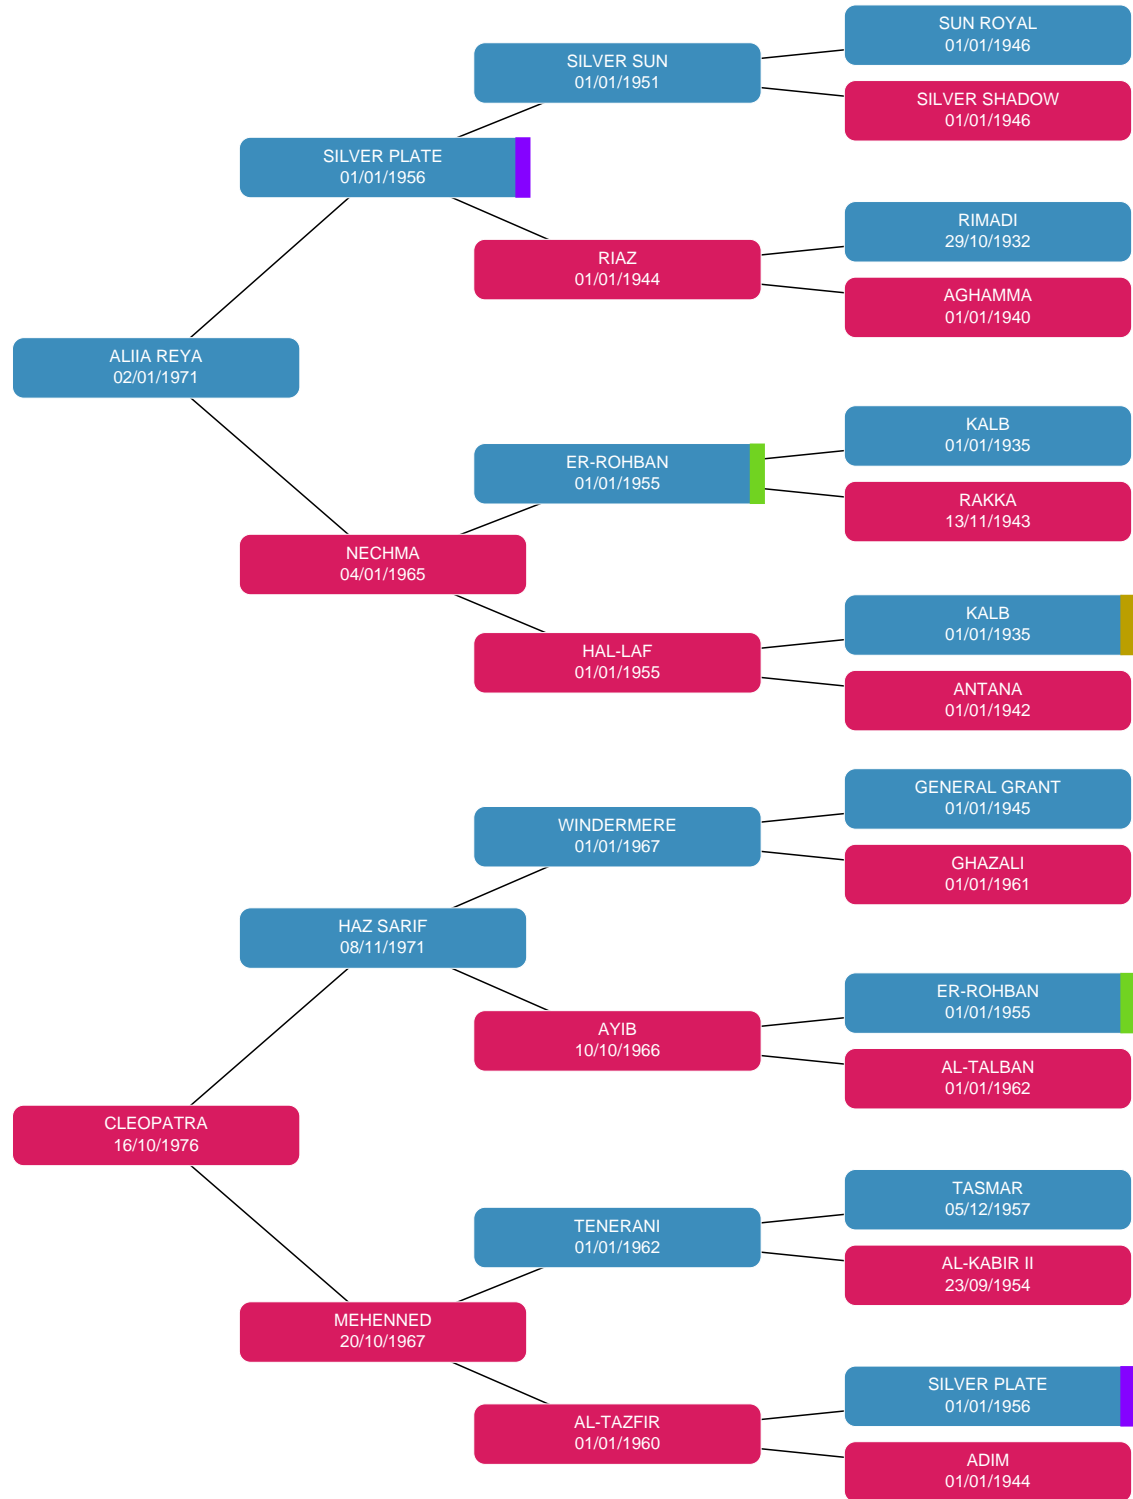 SUN ROYAL
01/01/1946
SILVER SUN
01/01/1951
SILVER SHADOW
01/01/1946
SILVER PLATE
01/01/1956
RIMADI
29/10/1932
RIAZ
01/01/1944
AGHAMMA
01/01/1940
ALIIA REYA
02/01/1971
KALB
01/01/1935
ER-ROHBAN
01/01/1955
RAKKA
13/11/1943
NECHMA
04/01/1965
KALB
01/01/1935
HAL-LAF
01/01/1955
ANTANA
01/01/1942
GENERAL GRANT
01/01/1945
WINDERMERE
01/01/1967
GHAZALI
01/01/1961
HAZ SARIF
08/11/1971
ER-ROHBAN
01/01/1955
AYIB
10/10/1966
AL-TALBAN
01/01/1962
CLEOPATRA
16/10/1976
TASMAR
05/12/1957
TENERANI
01/01/1962
AL-KABIR II
23/09/1954
MEHENNED
20/10/1967
SILVER PLATE
01/01/1956
AL-TAZFIR
01/01/1960
ADIM
01/01/1944